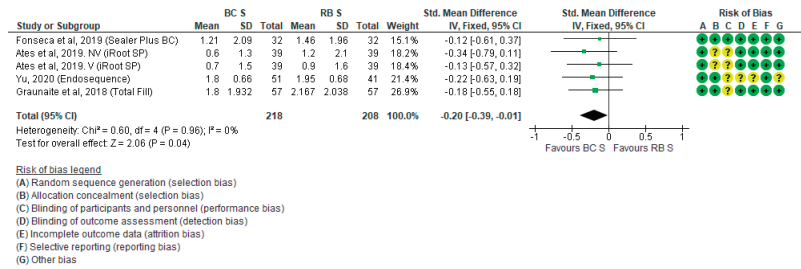 BC S RB S Std. Mean Difference Std. Mean Difference Risk of Bias
Study or Subgroup Mean SD Total Mean SD Total Weight IV, Fixed, 95% CI IV, Fixed, 95% CI A B C D E F G
Fonseca et al, 2019 (Sealer Plus BC) 1.21 2.09 32 1.46 1.96 32 15.1% -0.12 [-0.61, 0.37] + + + + + + +
Ates et al, 2019. NV (iRoot SP) 0.6 1.3 39 1.2 2.1 39 18.3% -0.34 [-0.79, 0.11] + ? ? + + + +
Ates et al, 2019. V (iRoot SP) 0.7 1.5 39 0.9 1.6 39 18.5% -0.13 [-0.57, 0.32] + ? ? + + + +
Yu, 2020 (Endosequence) 1.8 0.66 51 1.95 0.68 41 21.3% -0.22 [-0.63, 0.19] + + ? ? ? + ?
Graunaite et al, 2018 (Total Fill) 1.8 1.932 57 2.167 2.038 57 26.9% -0.18 [-0.55, 0.18] + + ? + + + +
Total (95% CI) 218 208 100.0% -0.20 [-0.39, -0.01]
Heterogeneity: Chi² = 0.60, df = 4 (P = 0.96); I² = 0%
Test for overall effect: Z = 2.06 (P = 0.04)
-1 -0.5 0 0.5 1
Favours BC S Favours RB S
Risk of bias legend
(A) Random sequence generation (selection bias)
(B) Allocation concealment (selection bias)
(C) Blinding of participants and personnel (performance bias)
(D) Blinding of outcome assessment (detection bias)
(E) Incomplete outcome data (attrition bias)
(F) Selective reporting (reporting bias)
(G) Other bias